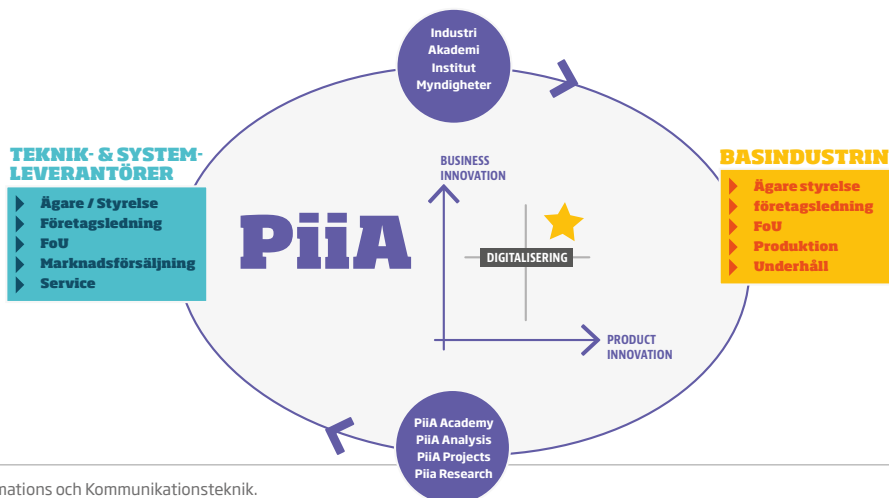 Industri
Akademi
Institut
Myndigheter
TEKNIK- & SYSTEM-
LEVERANTÖRER
Ägare / Styrelse
Företagsledning
FoU
Marknadsförsäljning
Service
PiiA
BUSINESS
INNOVATION
DIGITALISERING
PRODUCT
INNOVATION
BASINDUSTRIN
Ägare styrelse
företagsledning
FoU
Produktion
Underhåll
PiiA Academy
PiiA Analysis
PiiA Projects
Piia Research
mations och Kommunikationsteknik.